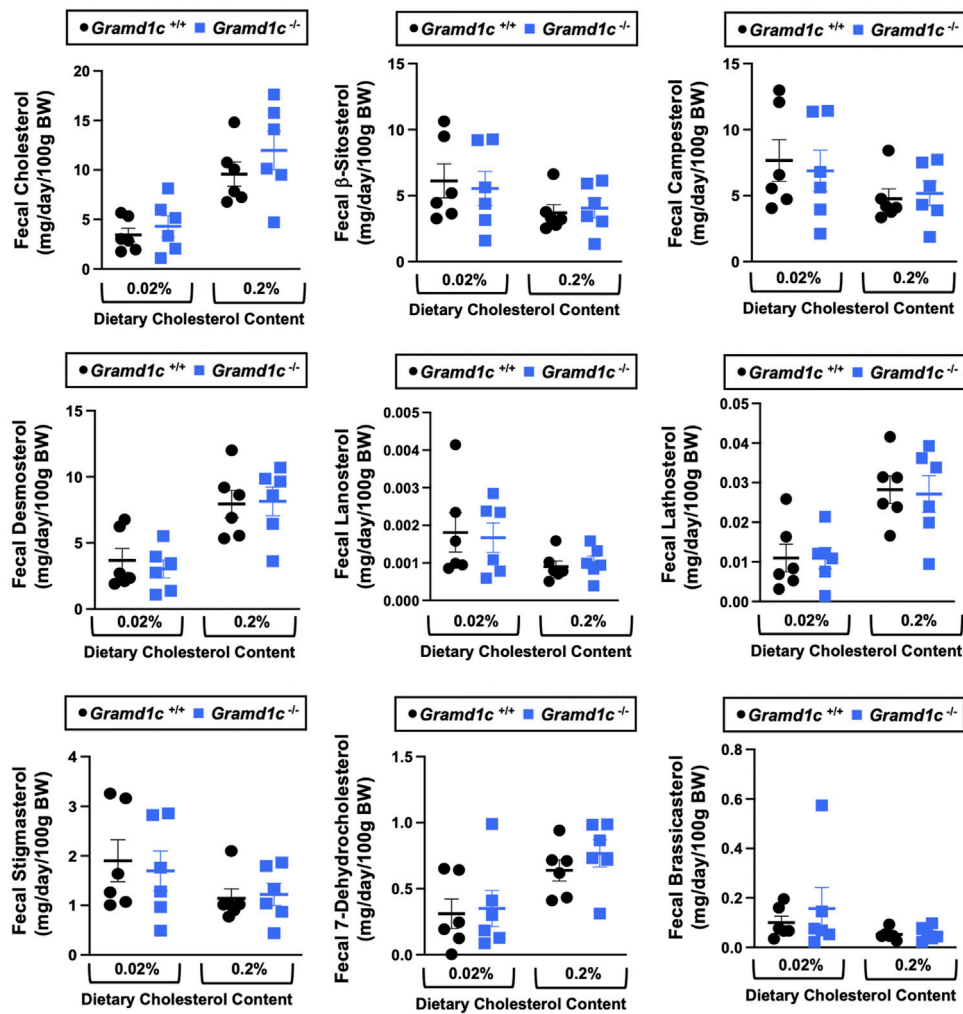 Gramd1c +/+ Gramd1c -/-
Fecal Cholesterol
(mg/day/100g BW)
20
15
10
5
0
0.02% 0.2%
Dietary Cholesterol Content
Gramd1c +/+ Gramd1c -/-
Fecal β-Sitosterol
(mg/day/100g BW)
15
10
5
0
0.02% 0.2%
Dietary Cholesterol Content
Gramd1c +/+ Gramd1c -/-
Fecal Campesterol
(mg/day/100g BW)
15
10
5
0
0.02% 0.2%
Dietary Cholesterol Content
Gramd1c +/+ Gramd1c -/-
Fecal Desmosterol
(mg/day/100g BW)
15
10
5
0
0.02% 0.2%
Dietary Cholesterol Content
Gramd1c +/+ Gramd1c -/-
Fecal Lanosterol
(mg/day/100g BW)
0.005
0.004
0.003
0.002
0.001
0.000
0.02% 0.2%
Dietary Cholesterol Content
Gramd1c +/+ Gramd1c -/-
Fecal Lathosterol
(mg/day/100g BW)
0.05
0.04
0.03
0.02
0.01
0.00
0.02% 0.2%
Dietary Cholesterol Content
Gramd1c +/+ Gramd1c -/-
Fecal Stigmasterol
(mg/day/100g BW)
4
3
2
1
0
0.02% 0.2%
Dietary Cholesterol Content
Gramd1c +/+ Gramd1c -/-
Fecal 7-Dehydrocholesterol
(mg/day/100g BW)
1.5
1.0
0.5
0.0
0.02% 0.2%
Dietary Cholesterol Content
Gramd1c +/+ Gramd1c -/-
Fecal Brassicasterol
(mg/day/100g BW)
0.8
0.6
0.4
0.2
0.0
0.02% 0.2%
Dietary Cholesterol Content